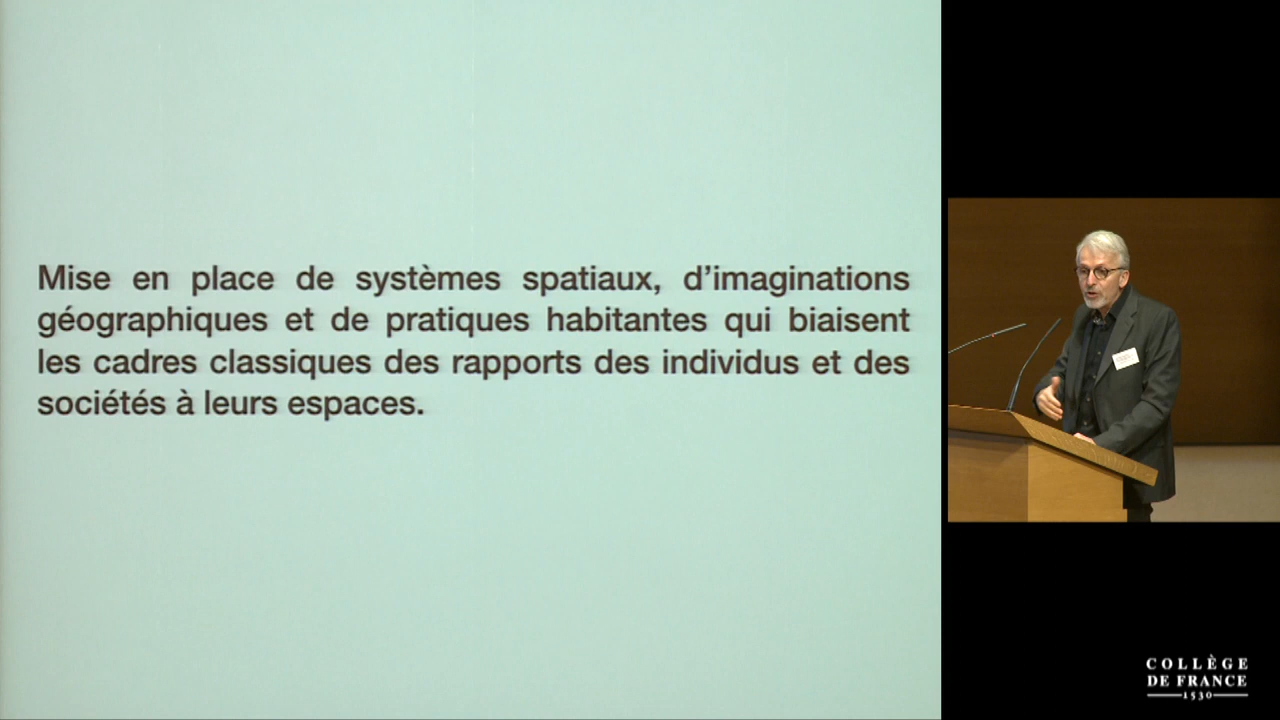 Mise en place de systèmes spatiaux, d’imaginations
géographiques et de pratiques habitantes qui biaisent
les cadres classiques des rapports des individus et des
sociétés à leurs espaces.
COLLÈGE
DE FRANCE
1530